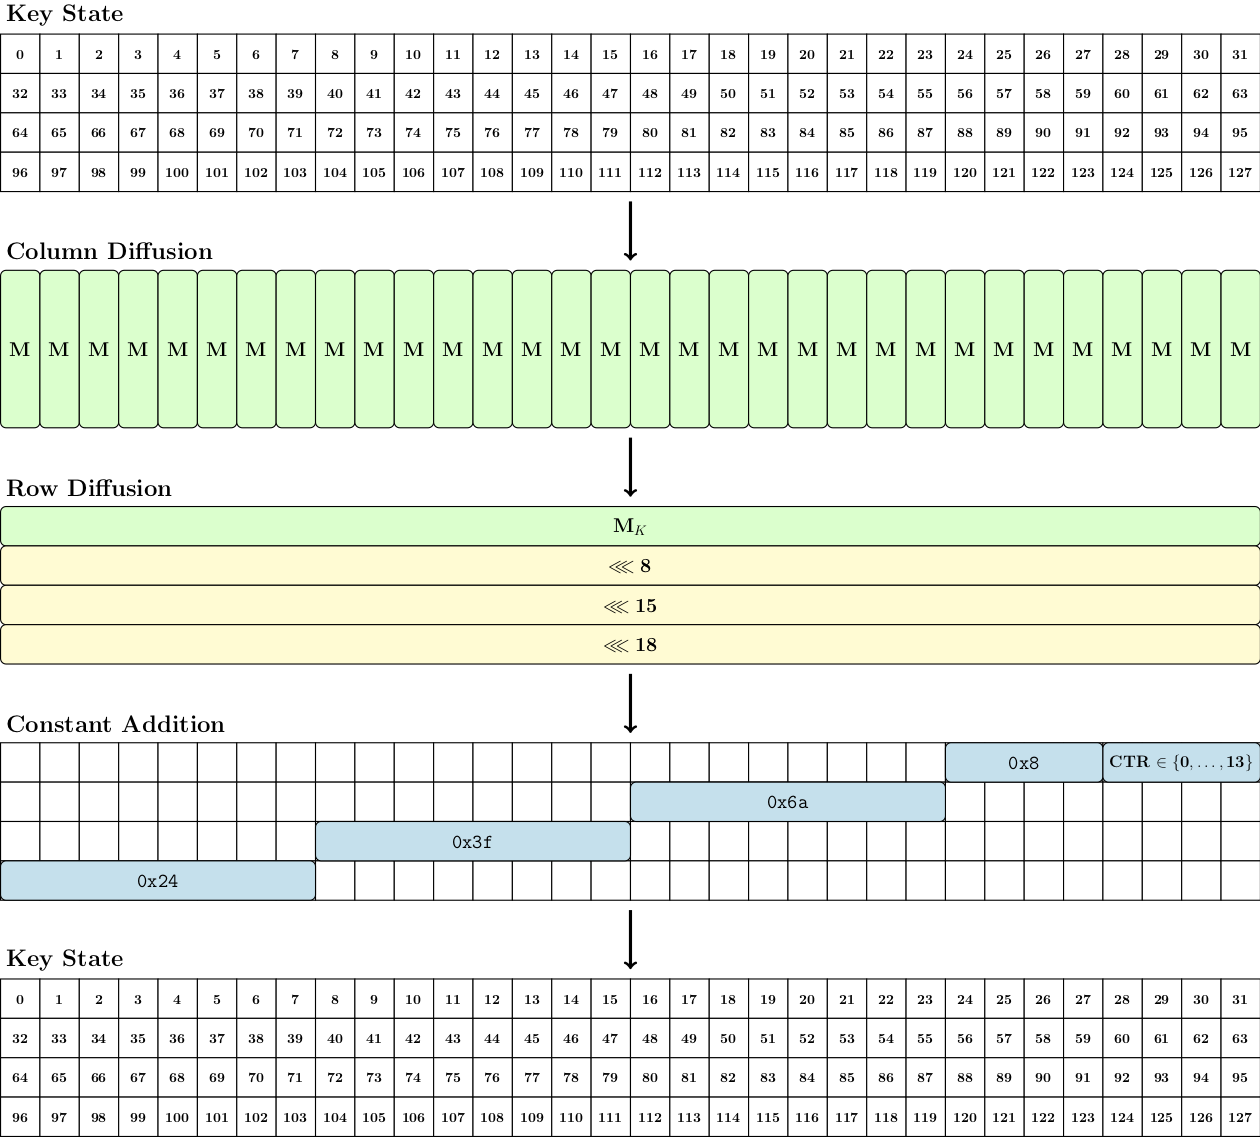 Key State
0 1 2 3 4 5 6 7 8 9 10 11 12 13 14 15 16 17 18 19 20 21 22 23 24 25 26 27 28 29 30 31
32 33 34 35 36 37 38 39 40 41 42 43 44 45 46 47 48 49 50 51 52 53 54 55 56 57 58 59 60 61 62 63
64 65 66 67 68 69 70 71 72 73 74 75 76 77 78 79 80 81 82 83 84 85 86 87 88 89 90 91 92 93 94 95
96 97 98 99 100 101 102 103 104 105 106 107 108 109 110 111 112 113 114 115 116 117 118 119 120 121 122 123 124 125 126 127
Column Diffusion
M M M M M M M M M M M M M M M M M M M M M M M M M M M M M M M M
Row Diffusion
M_K
⋘ 8
⋘ 15
⋘ 18
Constant Addition
0x8 CTR ∈ {0, . . . , 13}
0x6a
0x3f
0x24
Key State
0 1 2 3 4 5 6 7 8 9 10 11 12 13 14 15 16 17 18 19 20 21 22 23 24 25 26 27 28 29 30 31
32 33 34 35 36 37 38 39 40 41 42 43 44 45 46 47 48 49 50 51 52 53 54 55 56 57 58 59 60 61 62 63
64 65 66 67 68 69 70 71 72 73 74 75 76 77 78 79 80 81 82 83 84 85 86 87 88 89 90 91 92 93 94 95
96 97 98 99 100 101 102 103 104 105 106 107 108 109 110 111 112 113 114 115 116 117 118 119 120 121 122 123 124 125 126 127